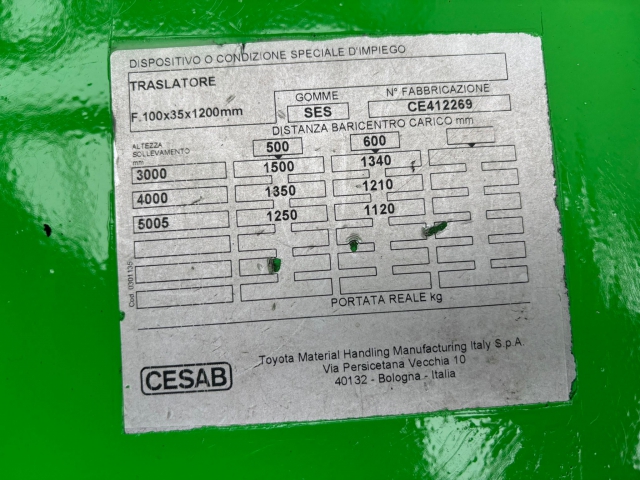 DISPOSITIVO O CONDIZIONE SPECIALE D'IMPIEGO
TRASLATORE
F.100x35x1200mm
GOMME
SES
N° FABBRICAZIONE
CE412269
DISTANZA BARICENTRO CARICO mm
ALTEZZA
SOLLEVAMENTO
mm
500 600
3000 1500 1340
4000 1350 1210
5005 1250 1120
PORTATA REALE kg
CESAB
Toyota Material Handling Manufacturing Italy S.p.A.
Via Persicetana Vecchia 10
40132 - Bologna - Italia